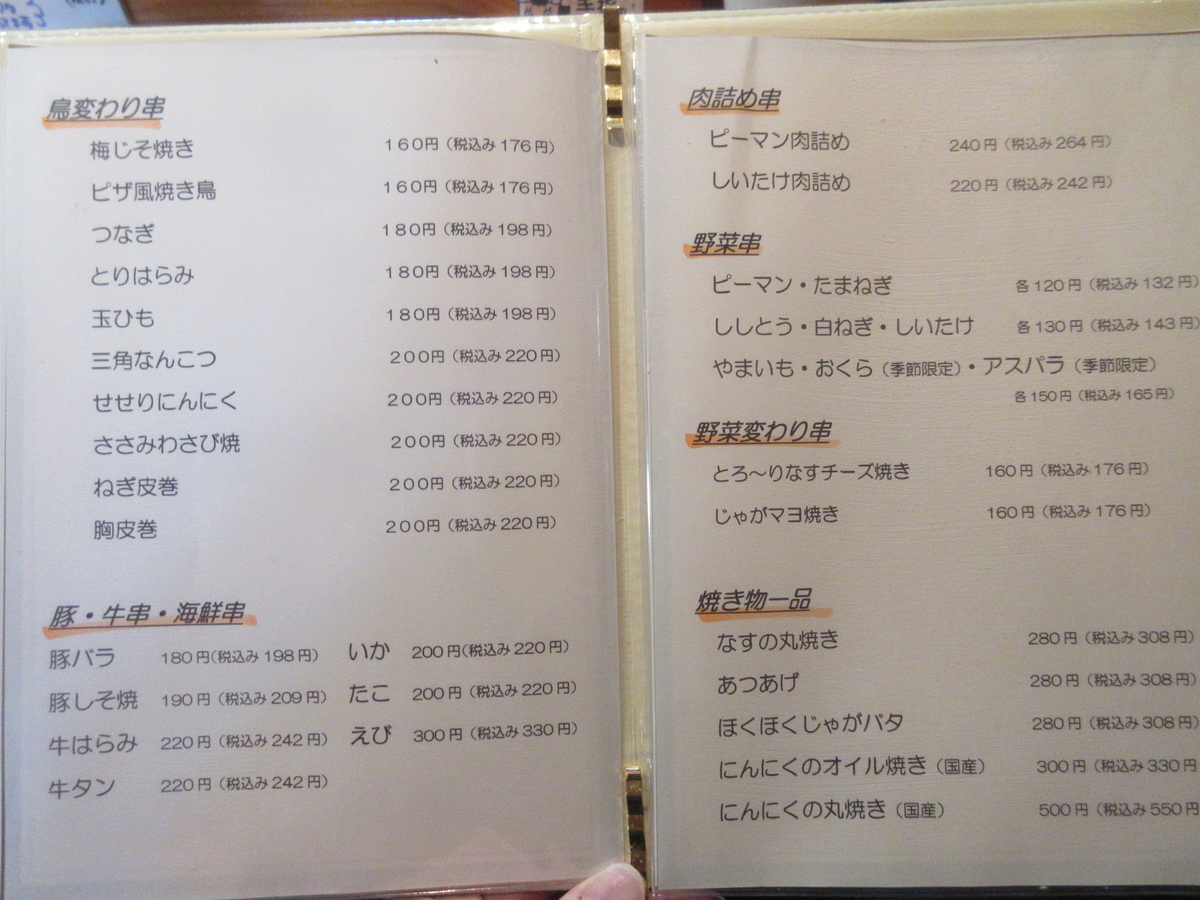 鳥変わり串
梅じそ焼き 160円（税込み176円）
ピザ風焼き鳥 160円（税込み176円）
つなぎ 180円（税込み198円）
とりはらみ 180円（税込み198円）
玉ひも 180円（税込み198円）
三角なんこつ 200円（税込み220円）
せせりにんにく 200円（税込み220円）
ささみわさび焼 200円（税込み220円）
ねぎ皮巻 200円（税込み220円）
胸皮巻 200円（税込み220円）
豚・牛串・海鮮串
豚バラ 180円(税込み198円) いか 200円(税込み220円)
豚しそ焼 190円（税込み209円） たこ 200円（税込み220円）
牛はらみ 220円（税込み242円） えび 300円（税込み330円）
牛タン 220円（税込み242円）
肉詰め串
ピーマン肉詰め 240円（税込み264円）
しいたけ肉詰め 220円（税込み242円）
野菜串
ピーマン・たまねぎ 各120円（税込み132円）
ししとう・白ねぎ・しいたけ 各130円（税込み143円）
やまいも・おくら（季節限定）・アスパラ（季節限定）
各150円（税込み165円）
野菜変わり串
とろ～りなすチーズ焼き 160円（税込み176円）
じゃがマヨ焼き 160円（税込み176円）
焼き物一品
なすの丸焼き 280円（税込み308円）
あつあげ 280円（税込み308円）
ほくほくじゃがバタ 280円（税込み308円）
にんにくのオイル焼き（国産） 300円（税込み330円
にんにくの丸焼き（国産） 500円（税込み550円